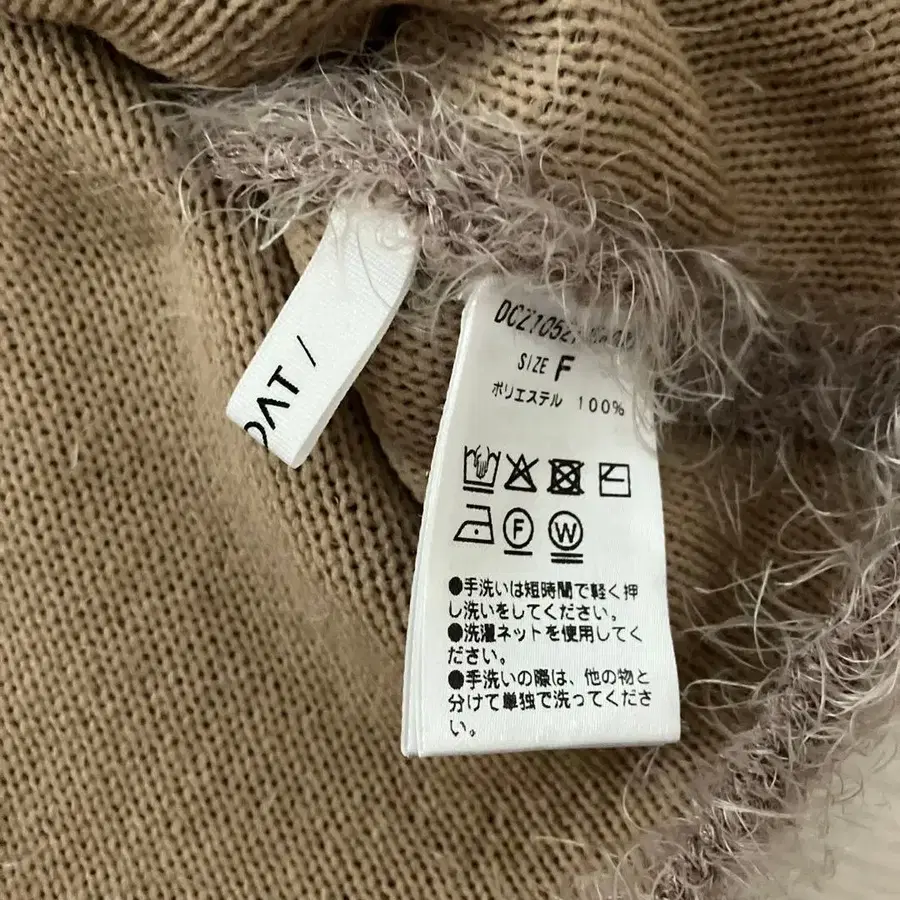 SIZE F
ポリエステル 100%
F
W
●手洗いは短時間で軽く押
し洗いをしてください。
●洗濯ネットを使用してく
ださい。
●手洗いの際は、他の物と
分けて単独で洗ってくださ
い。